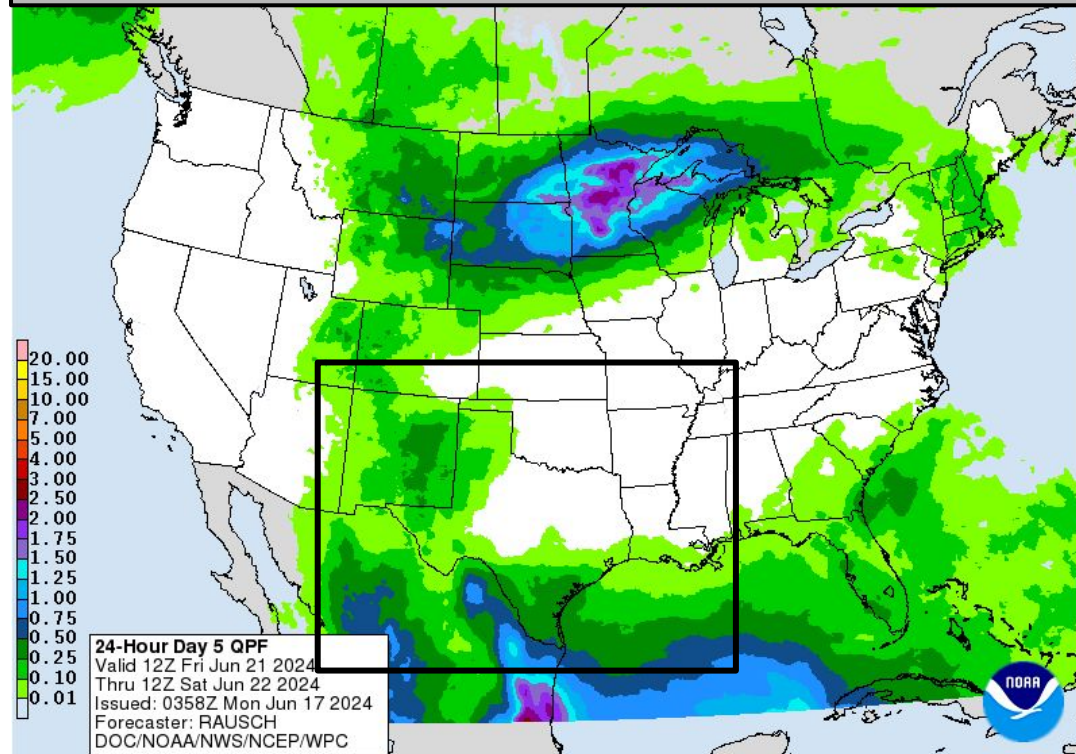 20.00
15.00
10.00
7.00
5.00
4.00
3.00
2.50
2.00
1.75
1.50
1.25
1.00
0.75
0.50
0.25
0.10
0.01
24-Hour Day 5 QPF
Valid 12Z Fri Jun 21 2024
Thru 12Z Sat Jun 22 2024
Issued: 0358Z Mon Jun 17 2024
Forecaster: RAUSCH
DOC/NOAA/NWS/NCEP/WPC
NOAA